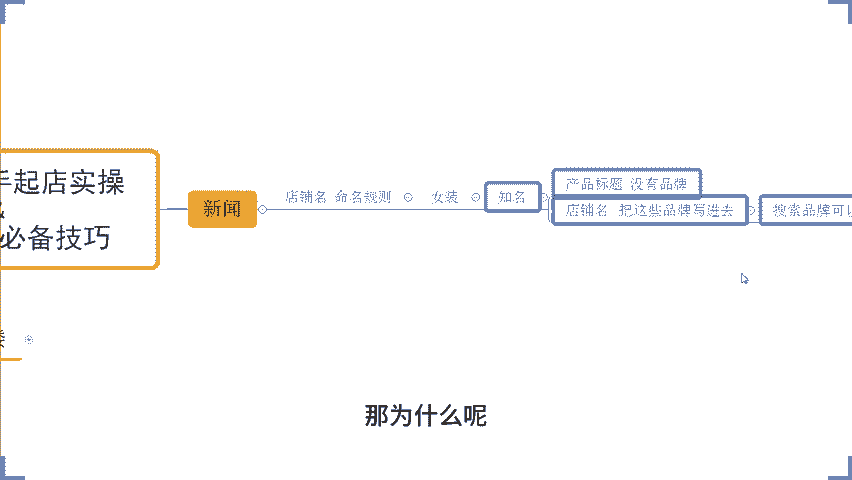 手起店实操
必备技巧
新闻
店铺名 命名规则
女装
知名
产品标题 没有品牌
店铺名 把这些品牌写进去
搜索品牌可以
那为什么呢